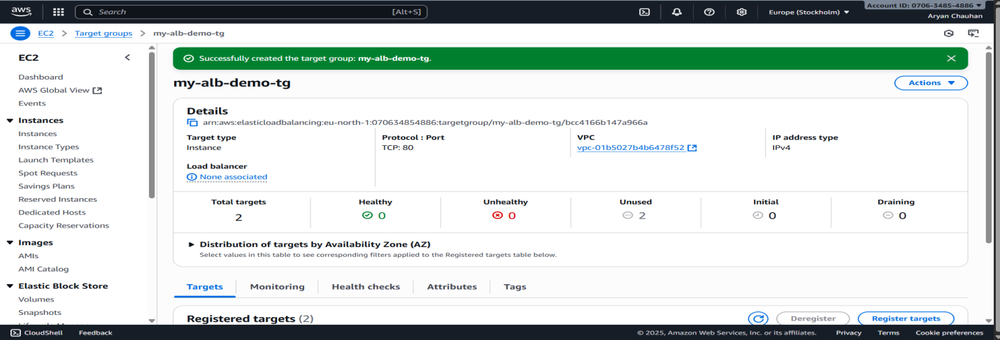 aws
Search [Alt+S]
Europe (Stockholm)
Account ID: 0706-3485-4886
Aryan Chauhan
EC2 > Target groups > my-alb-demo-tg
EC2
Dashboard
AWS Global View
Events
Instances
Instances
Instance Types
Launch Templates
Spot Requests
Savings Plans
Reserved Instances
Dedicated Hosts
Capacity Reservations
Images
AMIs
AMI Catalog
Elastic Block Store
Volumes
Snapshots
Successfully created the target group: my-alb-demo-tg.
my-alb-demo-tg
Actions
Details
arn:aws:elasticloadbalancing:eu-north-1:070634854886:targetgroup/my-alb-demo-tg/bcc4166b147a966a
Target type
Instance
Protocol : Port
TCP: 80
VPC
vpc-01b5027b4b6478f52
IP address type
IPv4
Load balancer
None associated
Total targets
2
Healthy
0
Unhealthy
0
Unused
2
Initial
0
Draining
0
Distribution of targets by Availability Zone (AZ)
Select values in this table to see corresponding filters applied to the Registered targets table below.
Targets
Monitoring
Health checks
Attributes
Tags
Registered targets (2)
Deregister
Register targets
CloudShell
Feedback
© 2025, Amazon Web Services, Inc. or its affiliates.
Privacy
Terms
Cookie preferences